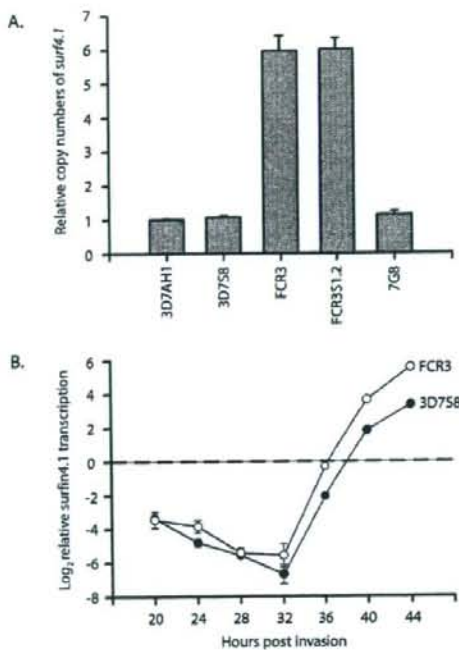 A.
Relative copy numbers of surf4.1
7
6
5
4
3
2
1
0
3D7AH1
3D7S8
FCR3
FCR3S1.2
7G8
B.
Log2 relative surfin4.1 transcription
6
4
2
0
-2
-4
-6
-8
FCR3
3D7S8
20 24 28 32 36 40 44
Hours post invasion